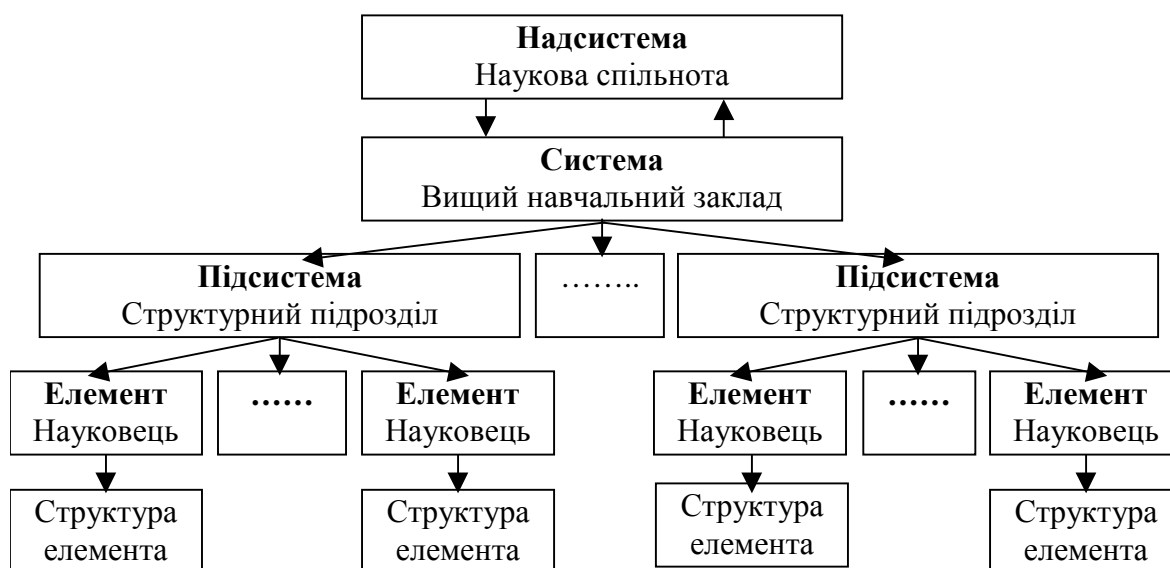 Надсистема
Наукова спільнота
Система
Вищий навчальний заклад
Підсистема
Структурний підрозділ
……..
Підсистема
Структурний підрозділ
Елемент
Науковець
……
Елемент
Науковець
Елемент
Науковець
……
Елемент
Науковець
Структура
елемента
Структура
елемента
Структура
елемента
Структура
елемента